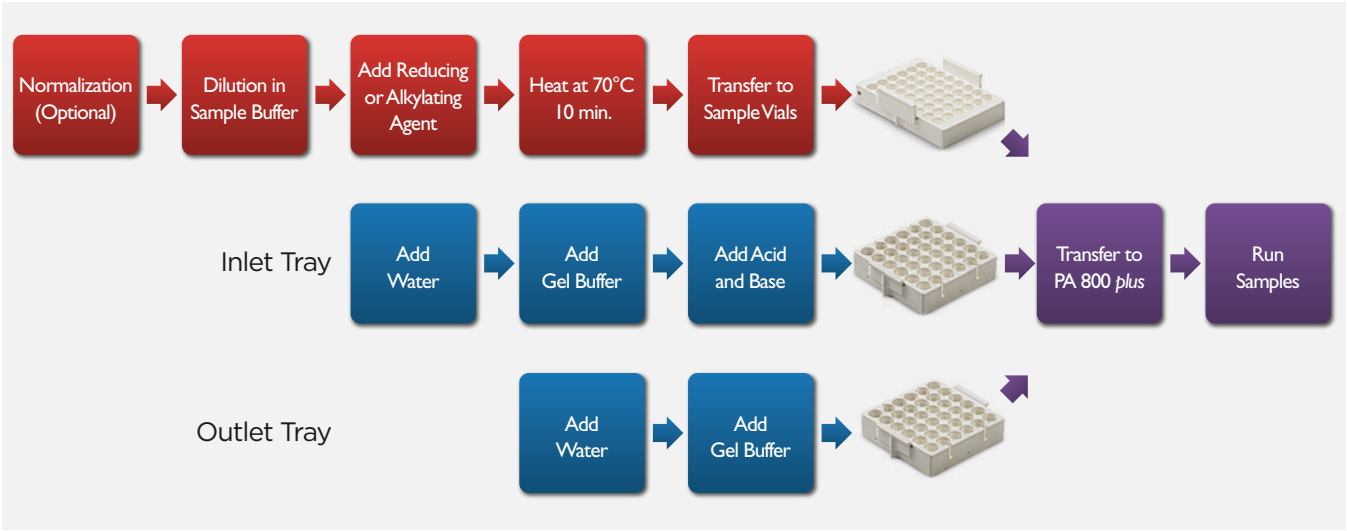 Normalization
(Optional)
Dilution in
Sample Buffer
Add Reducing
or Alkylating
Agent
Heat at 70°C
10 min.
Transfer to
Sample Vials
Inlet Tray
Add
Water
Add
Gel Buffer
Add Acid
and Base
Transfer to
PA 800 plus
Run
Samples
Outlet Tray
Add
Water
Add
Gel Buffer